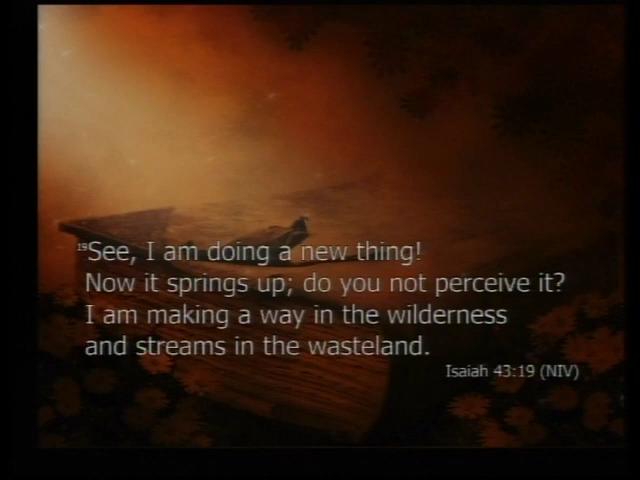 ¹⁹See, I am doing a new thing!
Now it springs up; do you not perceive it?
I am making a way in the wilderness
and streams in the wasteland.
Isaiah 43:19 (NIV)